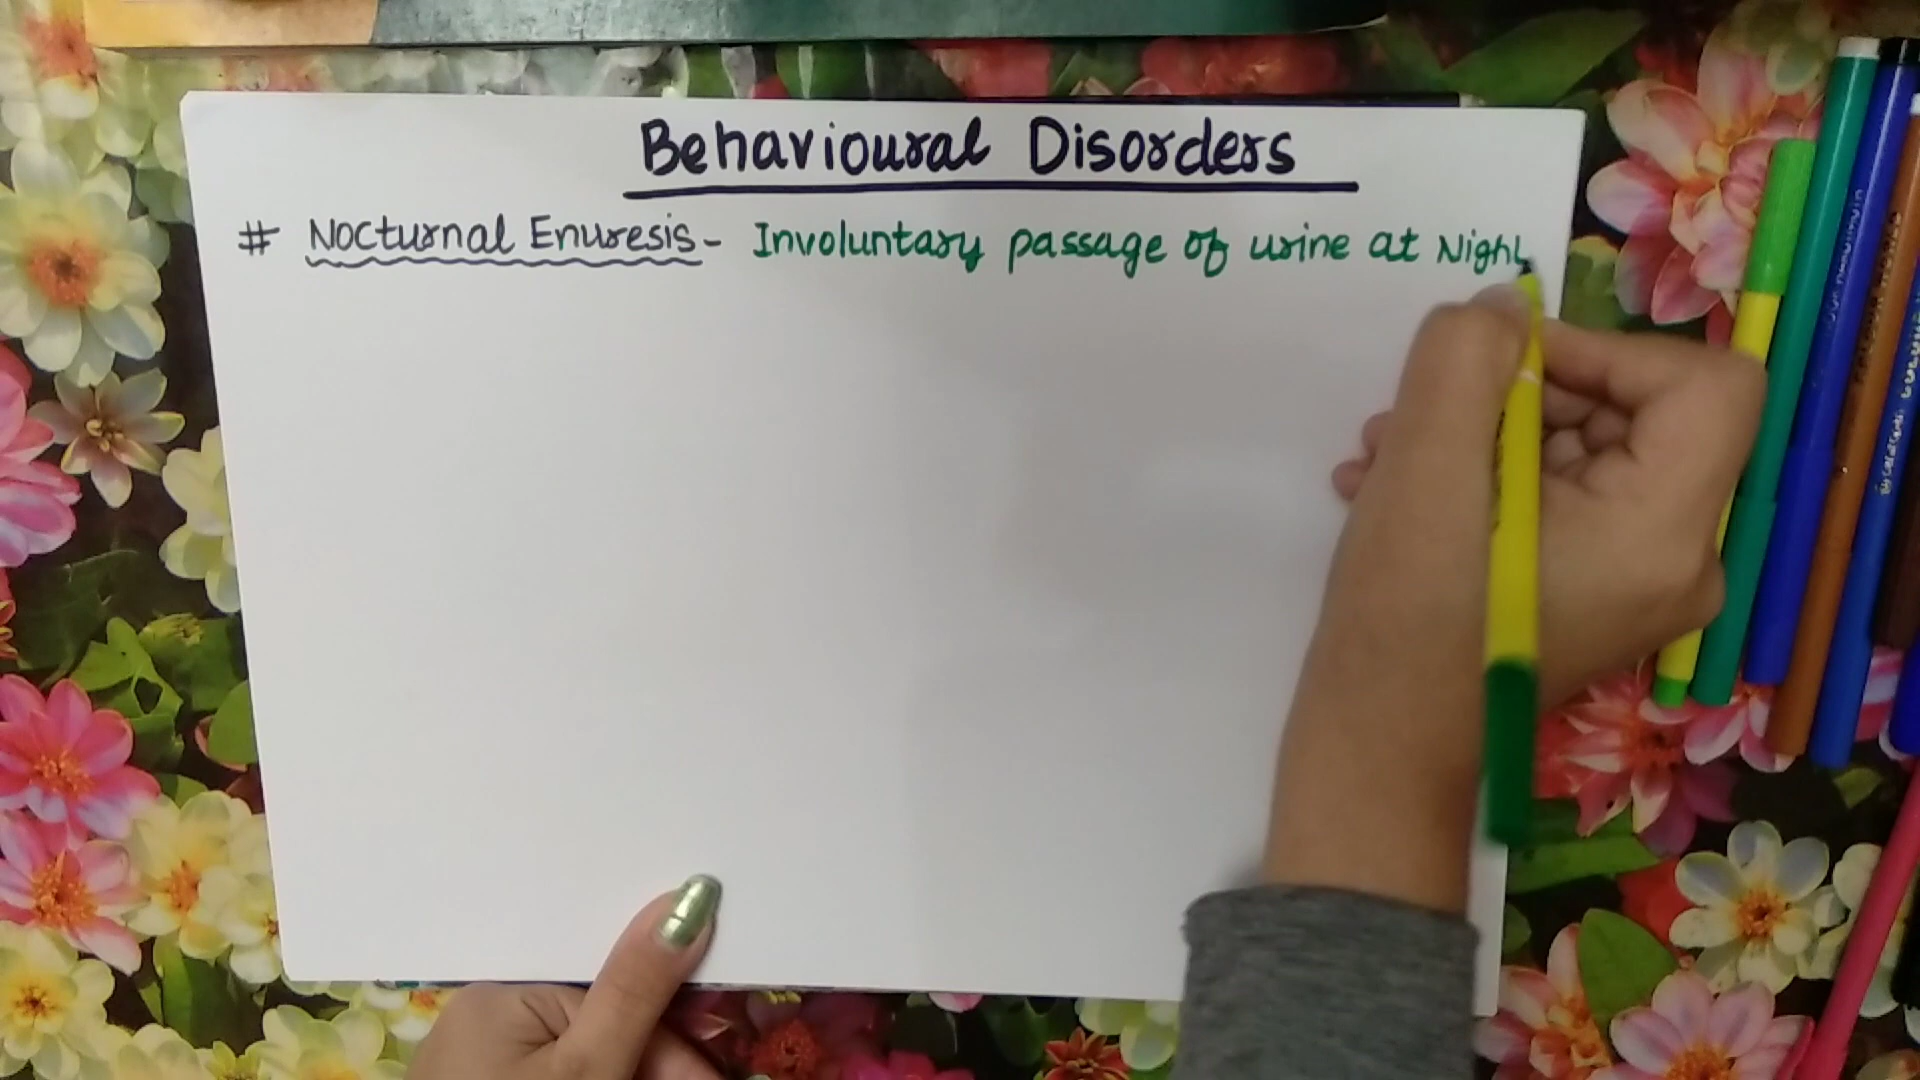 Behavioural Disorders
# Nocturnal Enuresis - Involuntary passage of urine at Night